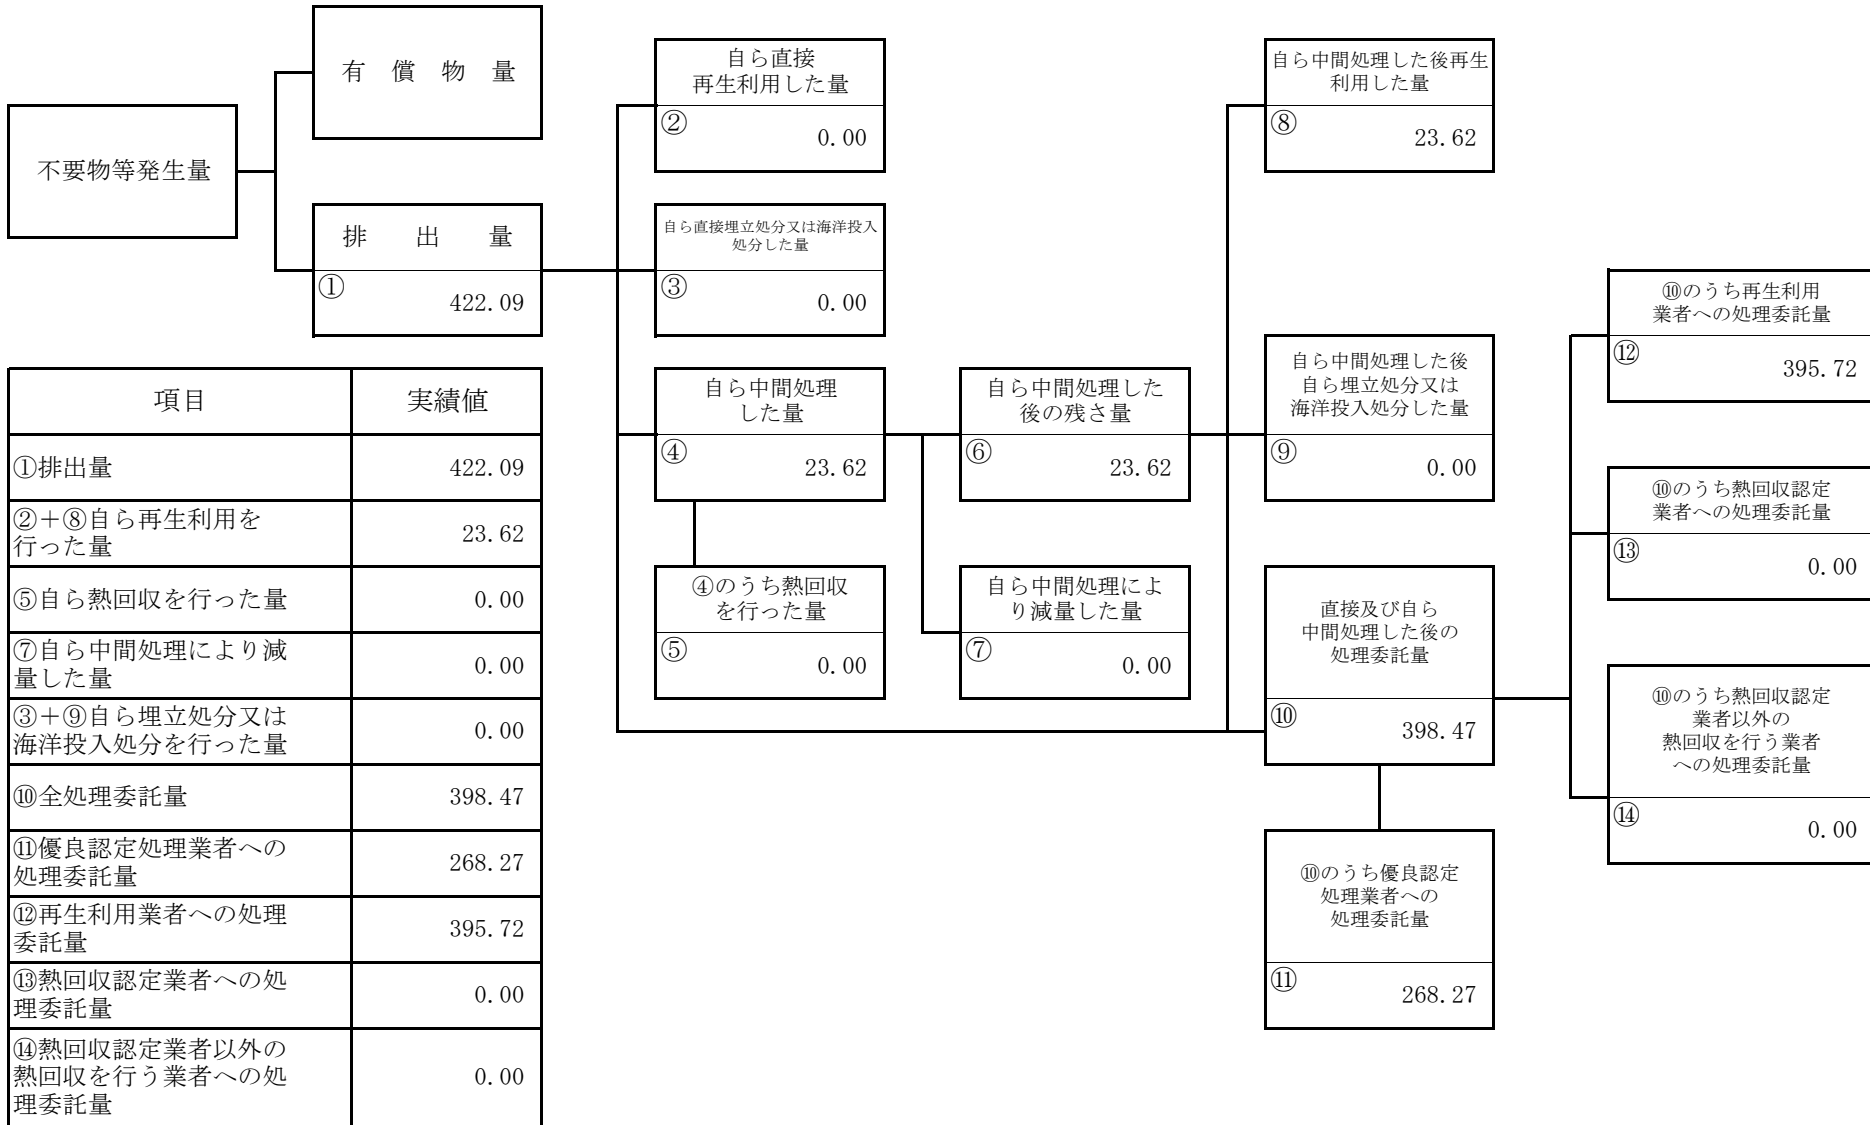 有 償 物 量
不要物等発生量
排 出 量
①
422.09
自ら直接
再生利用した量
②
0.00
自ら直接埋立処分又は海洋投入
処分した量
③
0.00
自ら中間処理
した量
④
23.62
④のうち熱回収
を行った量
⑤
0.00
自ら中間処理した
後の残さ量
⑥
23.62
自ら中間処理によ
り減量した量
⑦
0.00
自ら中間処理した後再生
利用した量
⑧
23.62
自ら中間処理した後
自ら埋立処分又は
海洋投入処分した量
⑨
0.00
直接及び自ら
中間処理した後の
処理委託量
⑩
398.47
⑩のうち優良認定
処理業者への
処理委託量
⑪
268.27
⑩のうち再生利用
業者への処理委託量
⑫
395.72
⑩のうち熱回収認定
業者への処理委託量
⑬
0.00
⑩のうち熱回収認定
業者以外の
熱回収を行う業者
への処理委託量
⑭
0.00
項目 実績値
①排出量 422.09
②+⑧自ら再生利用を
行った量 23.62
⑤自ら熱回収を行った量 0.00
⑦自ら中間処理により減
量した量 0.00
③+⑨自ら埋立処分又は
海洋投入処分を行った量 0.00
⑩全処理委託量 398.47
⑪優良認定処理業者への
処理委託量 268.27
⑫再生利用業者への処理
委託量 395.72
⑬熱回収認定業者への処
理委託量 0.00
⑭熱回収認定業者以外の
熱回収を行う業者への処
理委託量 0.00